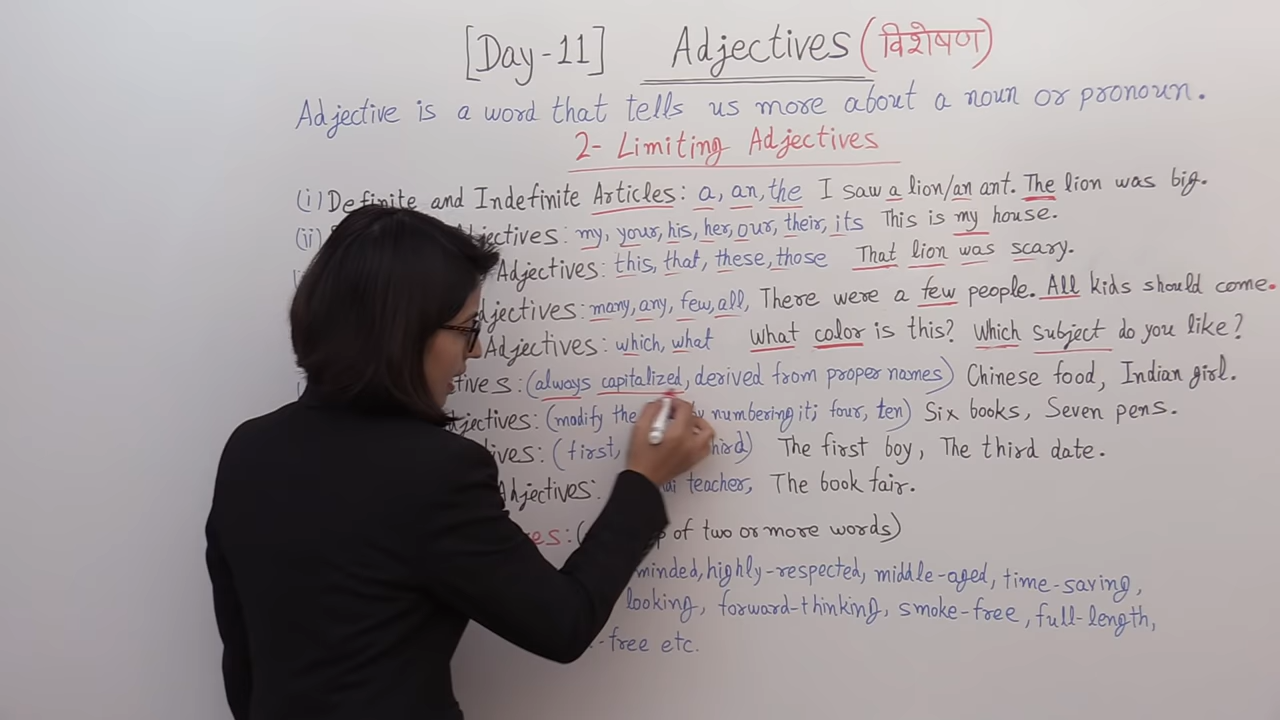 [Day-11] Adjectives (विशेषण)
Adjective is a word that tells us more about a noun or pronoun.
2- Limiting Adjectives
(i) Definite and Indefinite Articles: a, an, the I saw a lion/an ant. The lion was big.
(ii) Adjectives: my, your, his, her, our, their, its This is my house.
Adjectives: this, that, these, those That lion was scary.
Adjectives: many, any, few, all, There were a few people. All kids should come.
Adjectives: which, what What color is this? Which subject do you like?
(always capitalized, derived from proper names) Chinese food, Indian girl.
(modify the numbering it; four, ten) Six books, Seven pens.
(first, third) The first boy, The third date.
Adjectives: teacher, The book fair.
of two or more words)
minded, highly-respected, middle-aged, time-saving,
looking, forward-thinking, smoke-free, full-length,
-free etc.